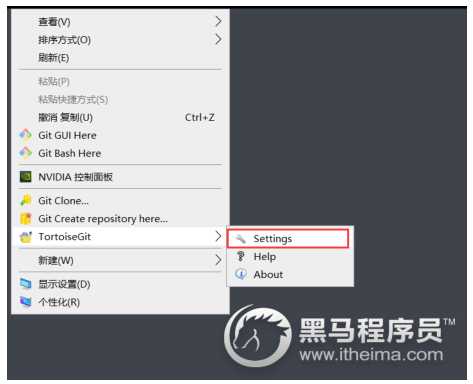 查看(V)
排序方式(O)
刷新(E)
粘贴(P)
粘贴快捷方式(S)
撤消 复制(U) Ctrl+Z
Git GUI Here
Git Bash Here
NVIDIA 控制面板
Git Clone...
Git Create repository here...
TortoiseGit
Settings
Help
About
新建(W)
显示设置(D)
个性化(R)
黑马程序员™
www.itheima.com